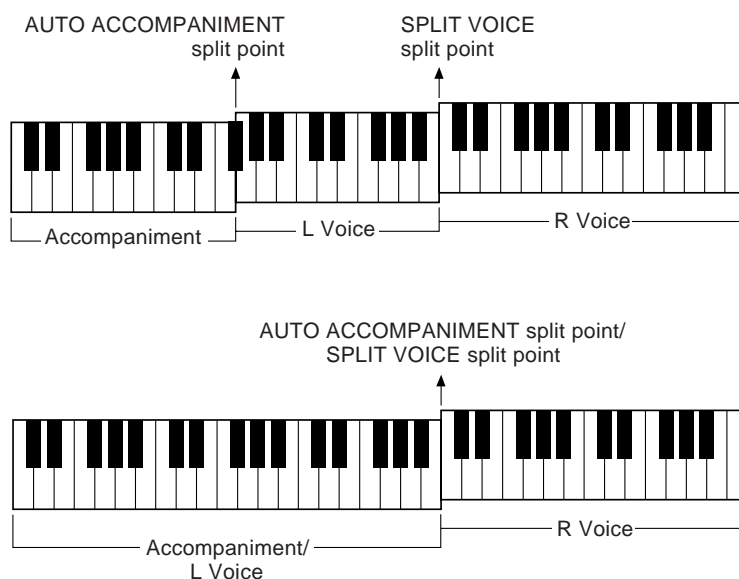 AUTO ACCOMPANIMENT
split point
SPLIT VOICE
split point
Accompaniment
L Voice
R Voice
AUTO ACCOMPANIMENT split point/
SPLIT VOICE split point
Accompaniment/
L Voice
R Voice